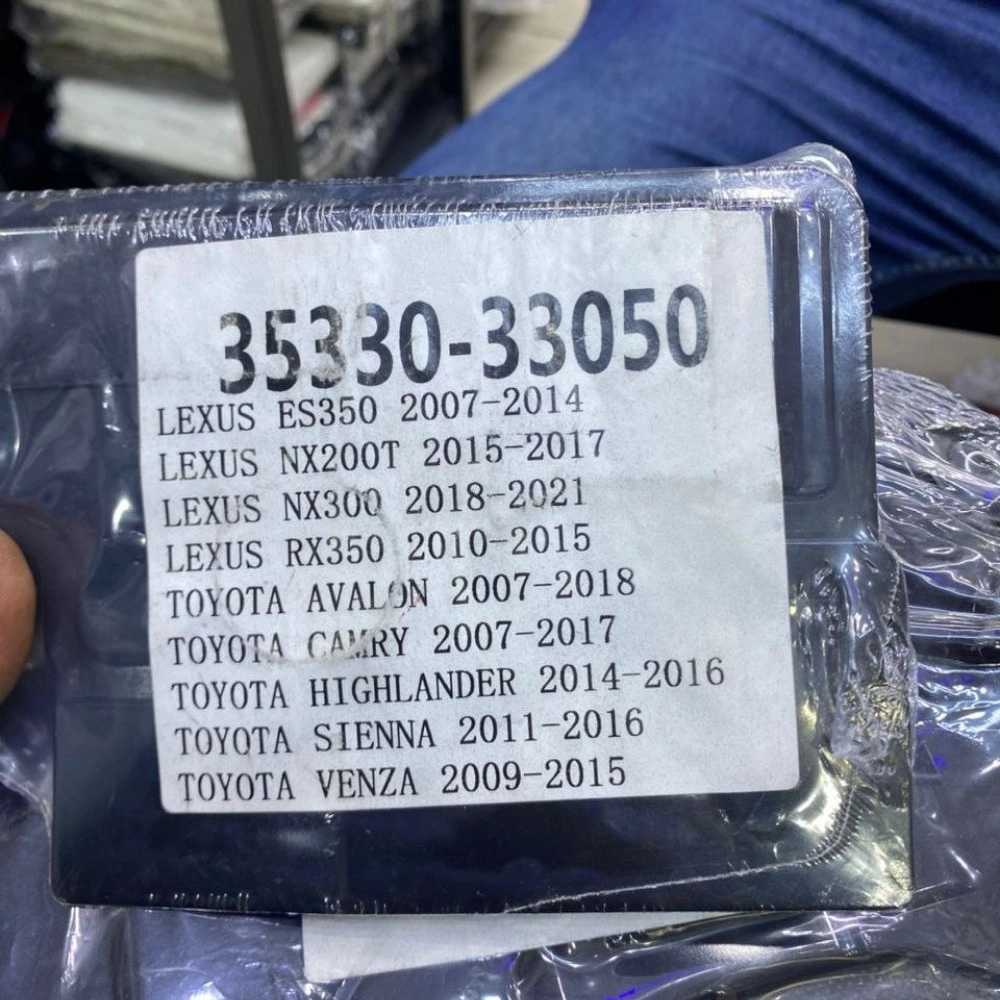 35330-33050
LEXUS ES350 2007-2014
LEXUS NX200T 2015-2017
LEXUS NX300 2018-2021
LEXUS RX350 2010-2015
TOYOTA AVALON 2007-2018
TOYOTA CAMRY 2007-2017
TOYOTA HIGHLANDER 2014-2016
TOYOTA SIENNA 2011-2016
TOYOTA VENZA 2009-2015